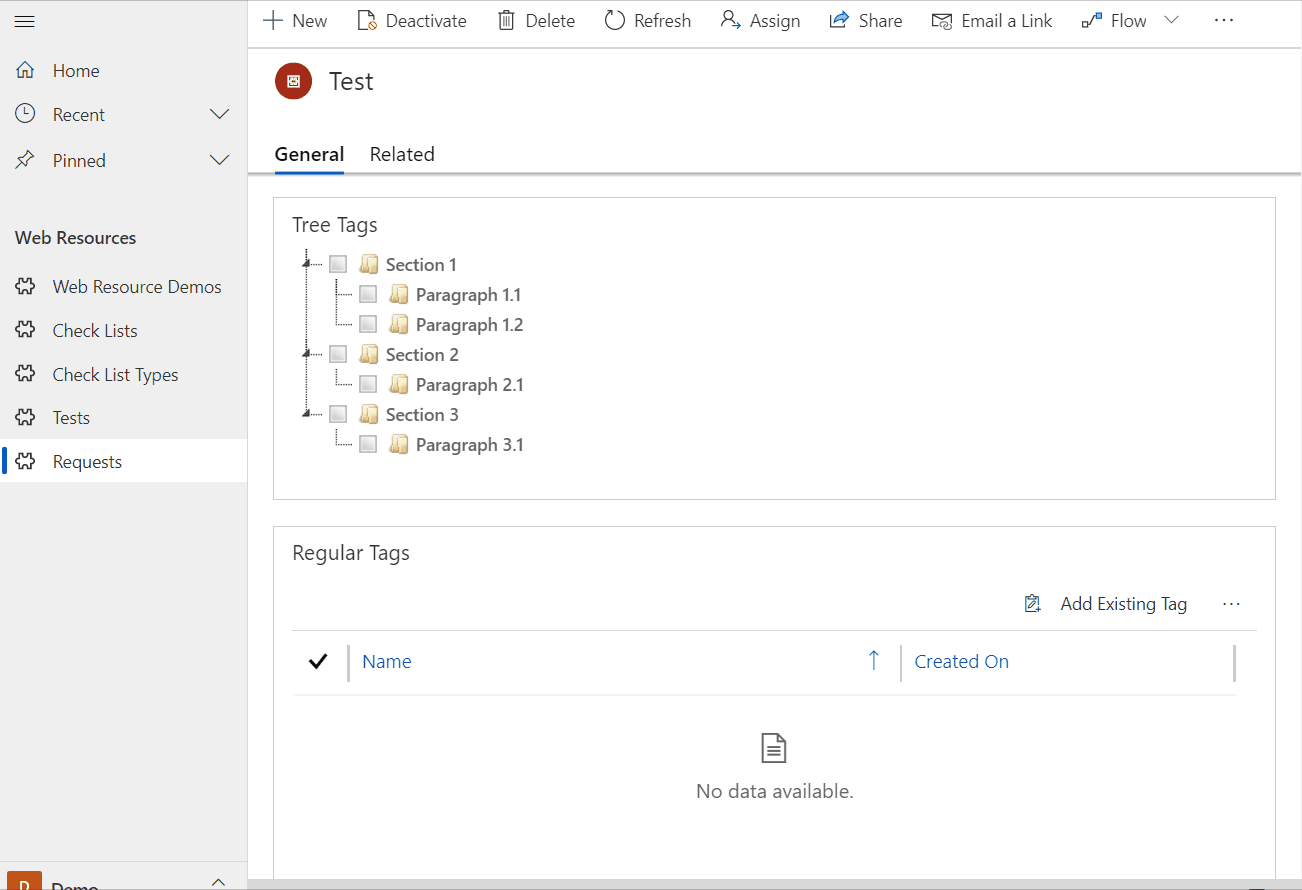 New Deactivate Delete Refresh Assign Share Email a Link Flow
Home
Recent
Pinned
Web Resources
Web Resource Demos
Check Lists
Check List Types
Tests
Requests
D Demo
Test
General Related
Tree Tags
Section 1
Paragraph 1.1
Paragraph 1.2
Section 2
Paragraph 2.1
Section 3
Paragraph 3.1
Regular Tags
Add Existing Tag
Name Created On
No data available.